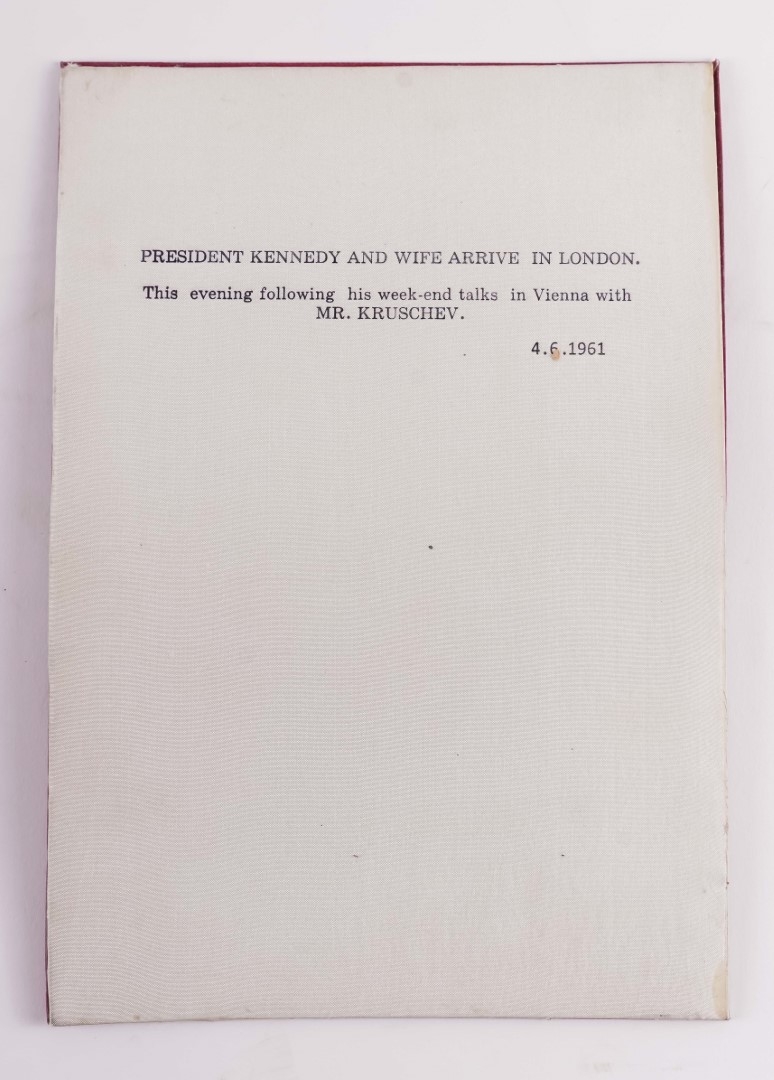 PRESIDENT KENNEDY AND WIFE ARRIVE IN LONDON.
This evening following his week-end talks in Vienna with
MR. KRUSCHEV.
4.6.1961